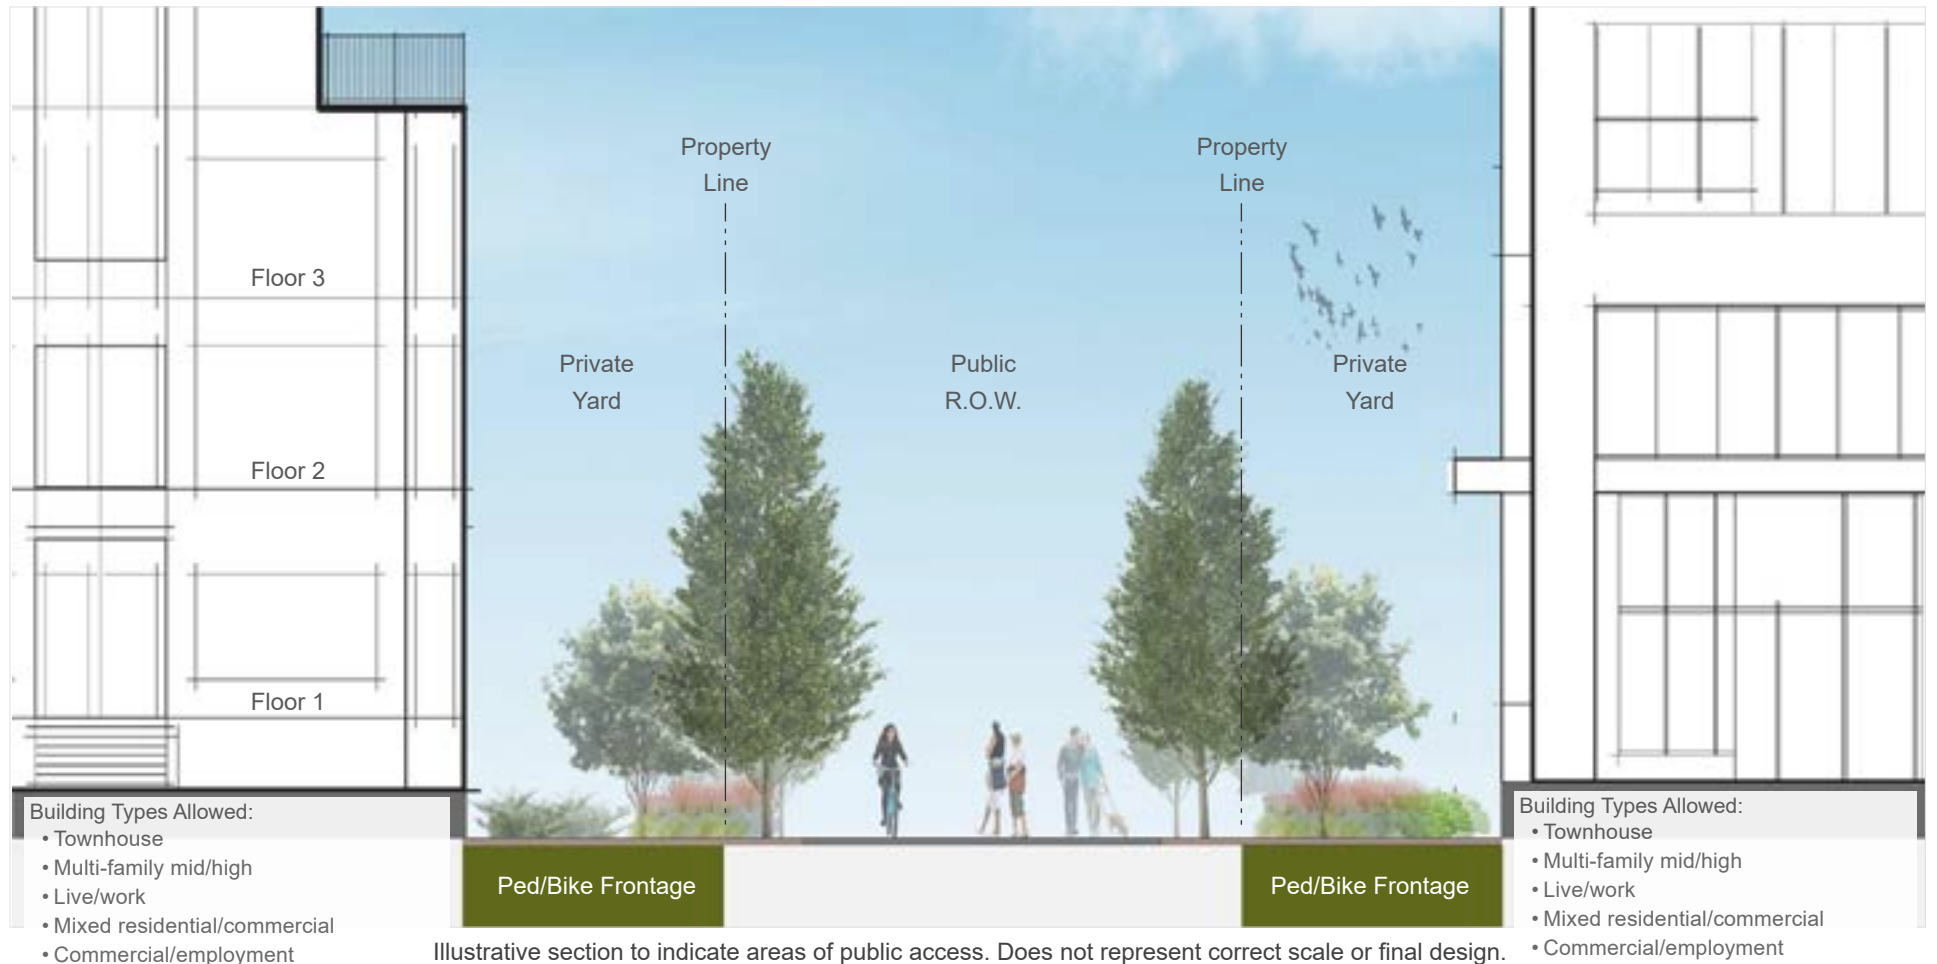 Property
Line
Property
Line
Floor 3
Private
Yard
Public
R.O.W.
Private
Yard
Floor 2
Floor 1
Building Types Allowed:
• Townhouse
• Multi-family mid/high
• Live/work
• Mixed residential/commercial
• Commercial/employment
Ped/Bike Frontage
Ped/Bike Frontage
Building Types Allowed:
• Townhouse
• Multi-family mid/high
• Live/work
• Mixed residential/commercial
• Commercial/employment
Illustrative section to indicate areas of public access. Does not represent correct scale or final design.